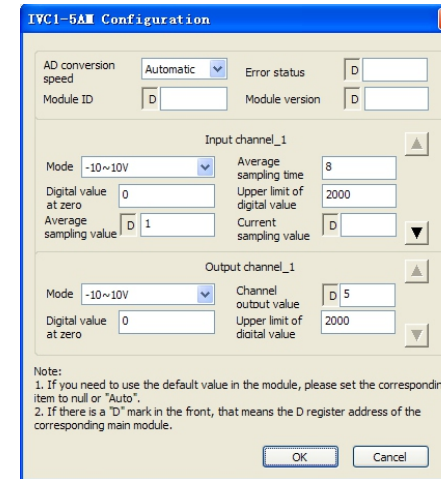 IVC1-5AM Configuration
AD conversion speed Automatic Error status D
Module ID D Module version D
Input channel_1
Mode -10~10V Average sampling time 8
Digital value at zero 0 Upper limit of digital value 2000
Average sampling value D 1 Current sampling value D
Output channel_1
Mode -10~10V Channel output value D 5
Digital value at zero 0 Upper limit of digital value 2000
Note:
1. If you need to use the default value in the module, please set the correspondin
item to null or "Auto".
2. If there is a "D" mark in the front, that means the D register address of the
corresponding main module.
OK Cancel